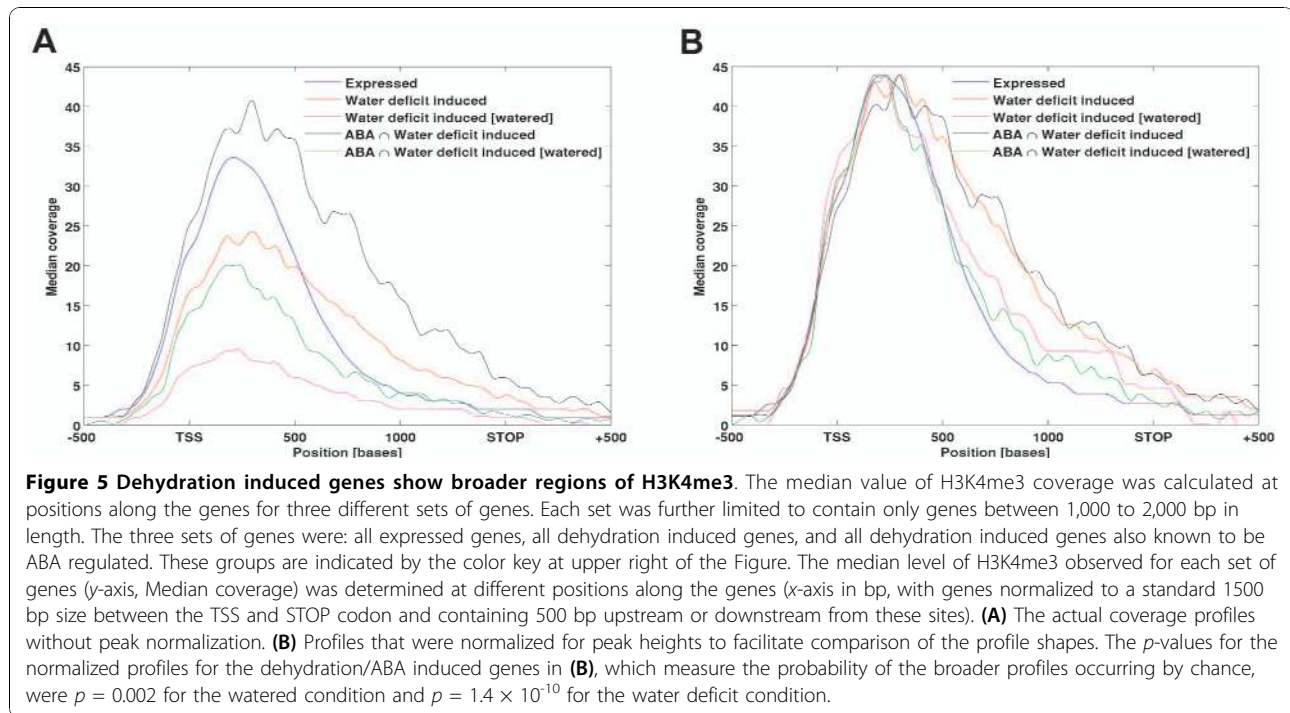 A
45
40
35
30
25
20
15
10
5
0
Median coverage
Expressed
Water deficit induced
Water deficit induced [watered]
ABA ∩ Water deficit induced
ABA ∩ Water deficit induced [watered]
-500 TSS 500 1000 STOP +500
Position [bases]
B
45
40
35
30
25
20
15
10
5
0
Median coverage
Expressed
Water deficit induced
Water deficit induced [watered]
ABA ∩ Water deficit induced
ABA ∩ Water deficit induced [watered]
-500 TSS 500 1000 STOP +500
Position [bases]
Figure 5 Dehydration induced genes show broader regions of H3K4me3. The median value of H3K4me3 coverage was calculated at
positions along the genes for three different sets of genes. Each set was further limited to contain only genes between 1,000 to 2,000 bp in
length. The three sets of genes were: all expressed genes, all dehydration induced genes, and all dehydration induced genes also known to be
ABA regulated. These groups are indicated by the color key at upper right of the Figure. The median level of H3K4me3 observed for each set of
genes (y-axis, Median coverage) was determined at different positions along the genes (x-axis in bp, with genes normalized to a standard 1500
bp size between the TSS and STOP codon and containing 500 bp upstream or downstream from these sites). (A) The actual coverage profiles
without peak normalization. (B) Profiles that were normalized for peak heights to facilitate comparison of the profile shapes. The p-values for the
normalized profiles for the dehydration/ABA induced genes in (B), which measure the probability of the broader profiles occurring by chance,
were p = 0.002 for the watered condition and p = 1.4 × 10⁻¹⁰ for the water deficit condition.